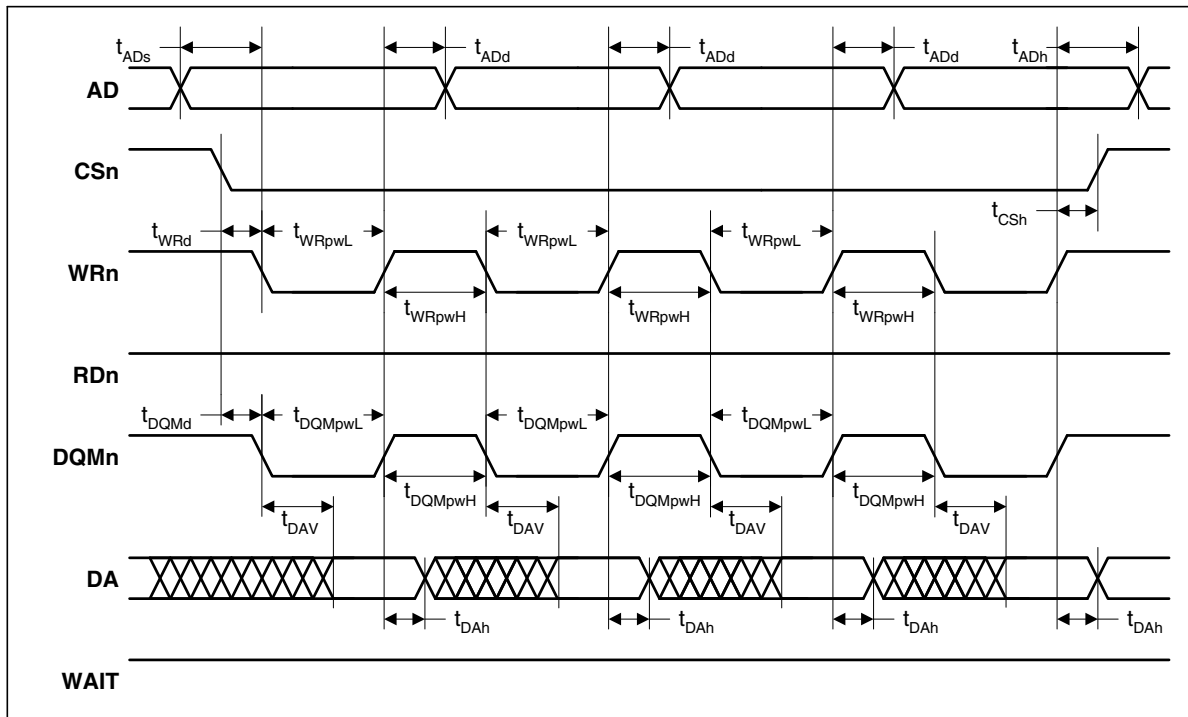 tADs tADd tADd tADd tADh
AD
CSn
tCSh
tWRd tWRpwL tWRpwL tWRpwL
WRn
tWRpwH tWRpwH tWRpwH
RDn
tDQMd tDQMpwL tDQMpwL tDQMpwL
DQMn
tDQMpwH tDQMpwH tDQMpwH
tDAV tDAV tDAV tDAV
DA
tDAh tDAh tDAh tDAh
WAIT